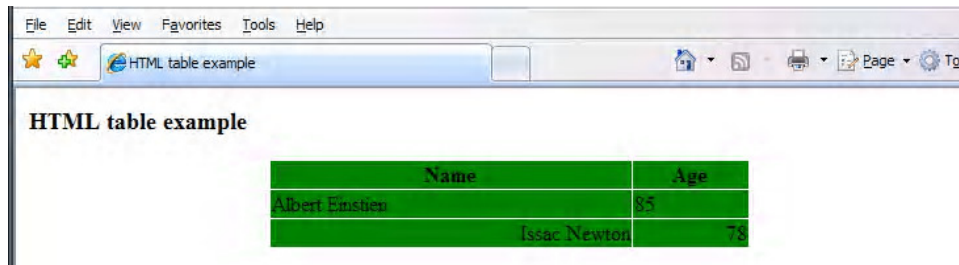 File Edit View Favorites Tools Help
HTML table example Page
HTML table example
Name Age
Albert Einstien 85
Issac Newton 78